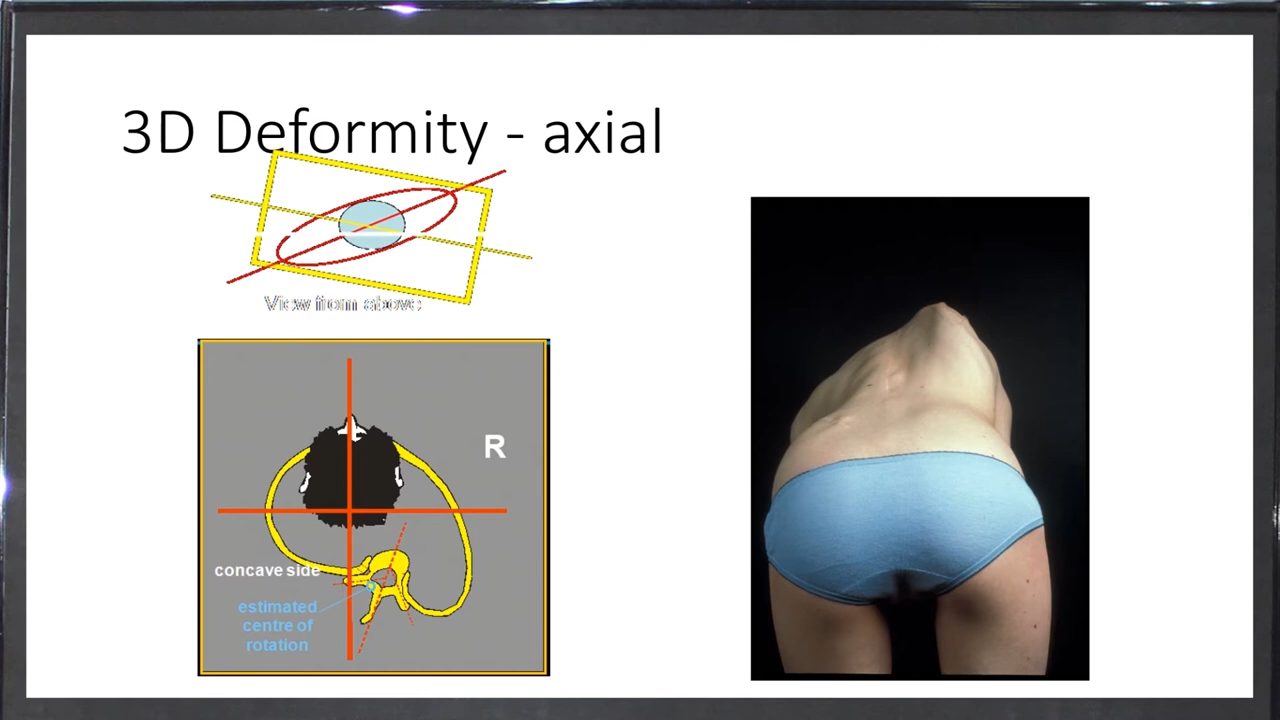 3D Deformity - axial
View from above
R
concave side
estimated
centre of
rotation